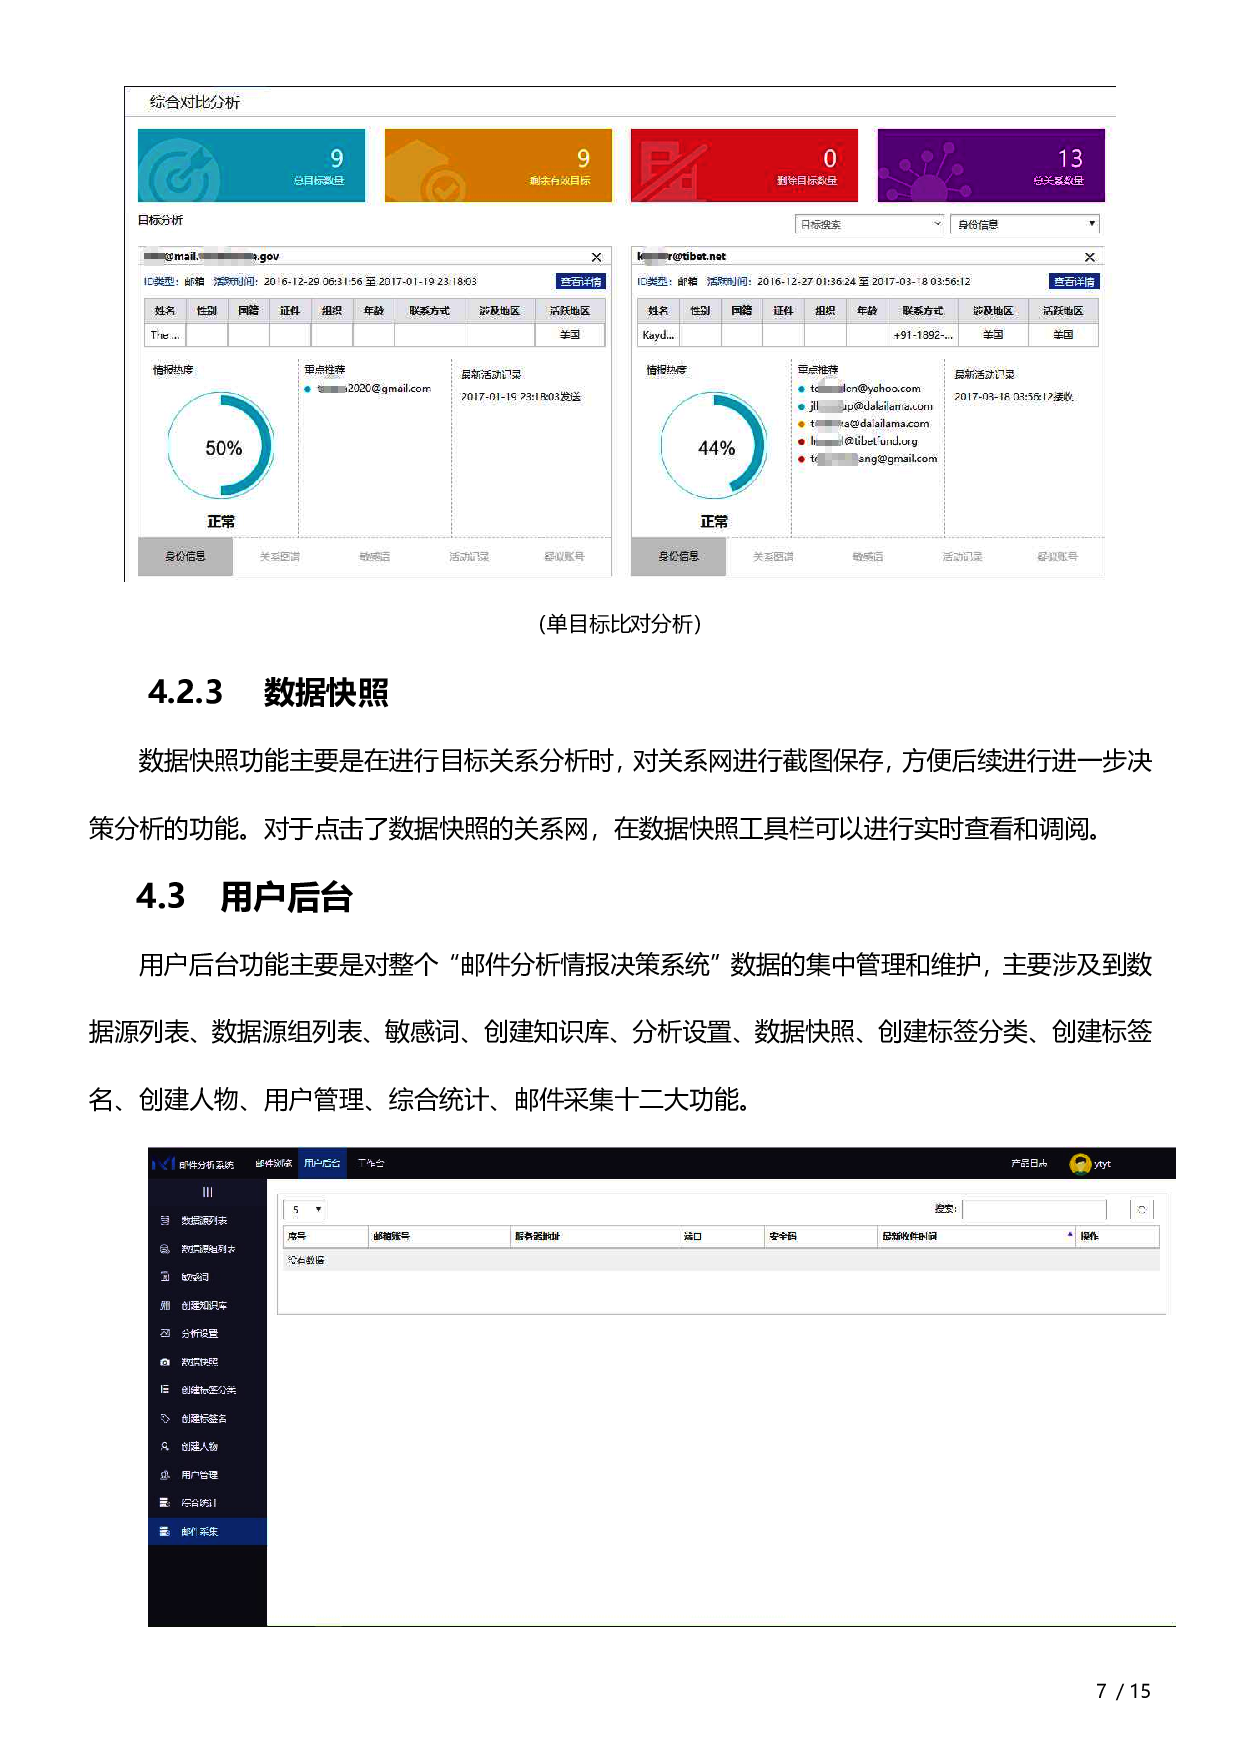 综合对比分析
9
总目标数量
9
剩余有效目标
0
删除目标数量
13
总关系数量
目标分析
目标搜索
身份信息
@mail. .gov
ID类型：邮箱 活跃时间：2016-12-29 06:31:56 至 2017-01-19 23:18:03
查看详情
姓名 性别 国籍 证件 组织 年龄 联系方式 涉及地区 活跃地区
The ... 美国
情报热度
50%
正常
重点推荐
2020@gmail.com
最新活动记录
2017-01-19 23:18:03发送
身份信息 关系图谱 敏感语 活动记录 疑似账号
k r@tibet.net
ID类型：邮箱 活跃时间：2016-12-27 01:36:24 至 2017-03-18 03:56:12
查看详情
姓名 性别 国籍 证件 组织 年龄 联系方式 涉及地区 活跃地区
Kayd... +91-1892-... 美国 美国
情报热度
44%
正常
重点推荐
den@yahoo.com
up@dalailama.com
a@dalailama.com
l@tibetfund.org
ang@gmail.com
最新活动记录
2017-03-18 03:56:12接收
身份信息 关系图谱 敏感语 活动记录 疑似账号
（单目标比对分析）
4.2.3 数据快照
数据快照功能主要是在进行目标关系分析时，对关系网进行截图保存，方便后续进行进一步决
策分析的功能。对于点击了数据快照的关系网，在数据快照工具栏可以进行实时查看和调阅。
4.3 用户后台
用户后台功能主要是对整个“邮件分析情报决策系统”数据的集中管理和维护，主要涉及到数
据源列表、数据源组列表、敏感词、创建知识库、分析设置、数据快照、创建标签分类、创建标签
名、创建人物、用户管理、综合统计、邮件采集十二大功能。
邮件分析系统 邮件浏览 用户后台 工作台 产品日志 ytyt
数据源列表
数据源组列表
敏感词
创建知识库
分析设置
数据快照
创建标签分类
创建标签名
创建人物
用户管理
综合统计
邮件采集
5
搜索:
序号 邮箱账号 服务器地址 端口 安全码 最新收件时间 操作
没有数据
7 / 15